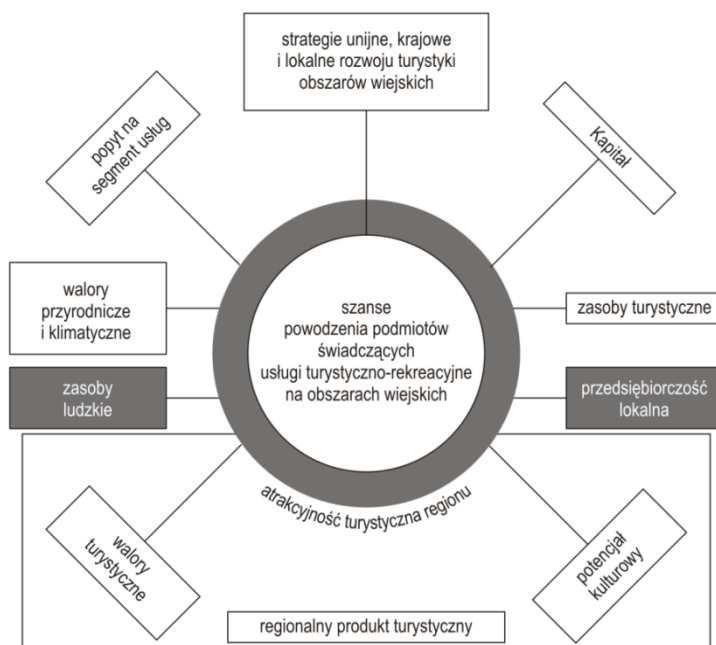 strategie unijne, krajowe
i lokalne rozwoju turystyki
obszarów wiejskich
popyt na
segment usług
Kapitał
walory
przyrodnicze
i klimatyczne
szanse
powodzenia podmiotów
świadczących
usługi turystyczno-rekreacyjne
na obszarach wiejskich
zasoby turystyczne
zasoby
ludzkie
przedsiębiorczość
lokalna
atrakcyjność turystyczna regionu
walory
turystyczne
potencjał
kulturowy
regionalny produkt turystyczny